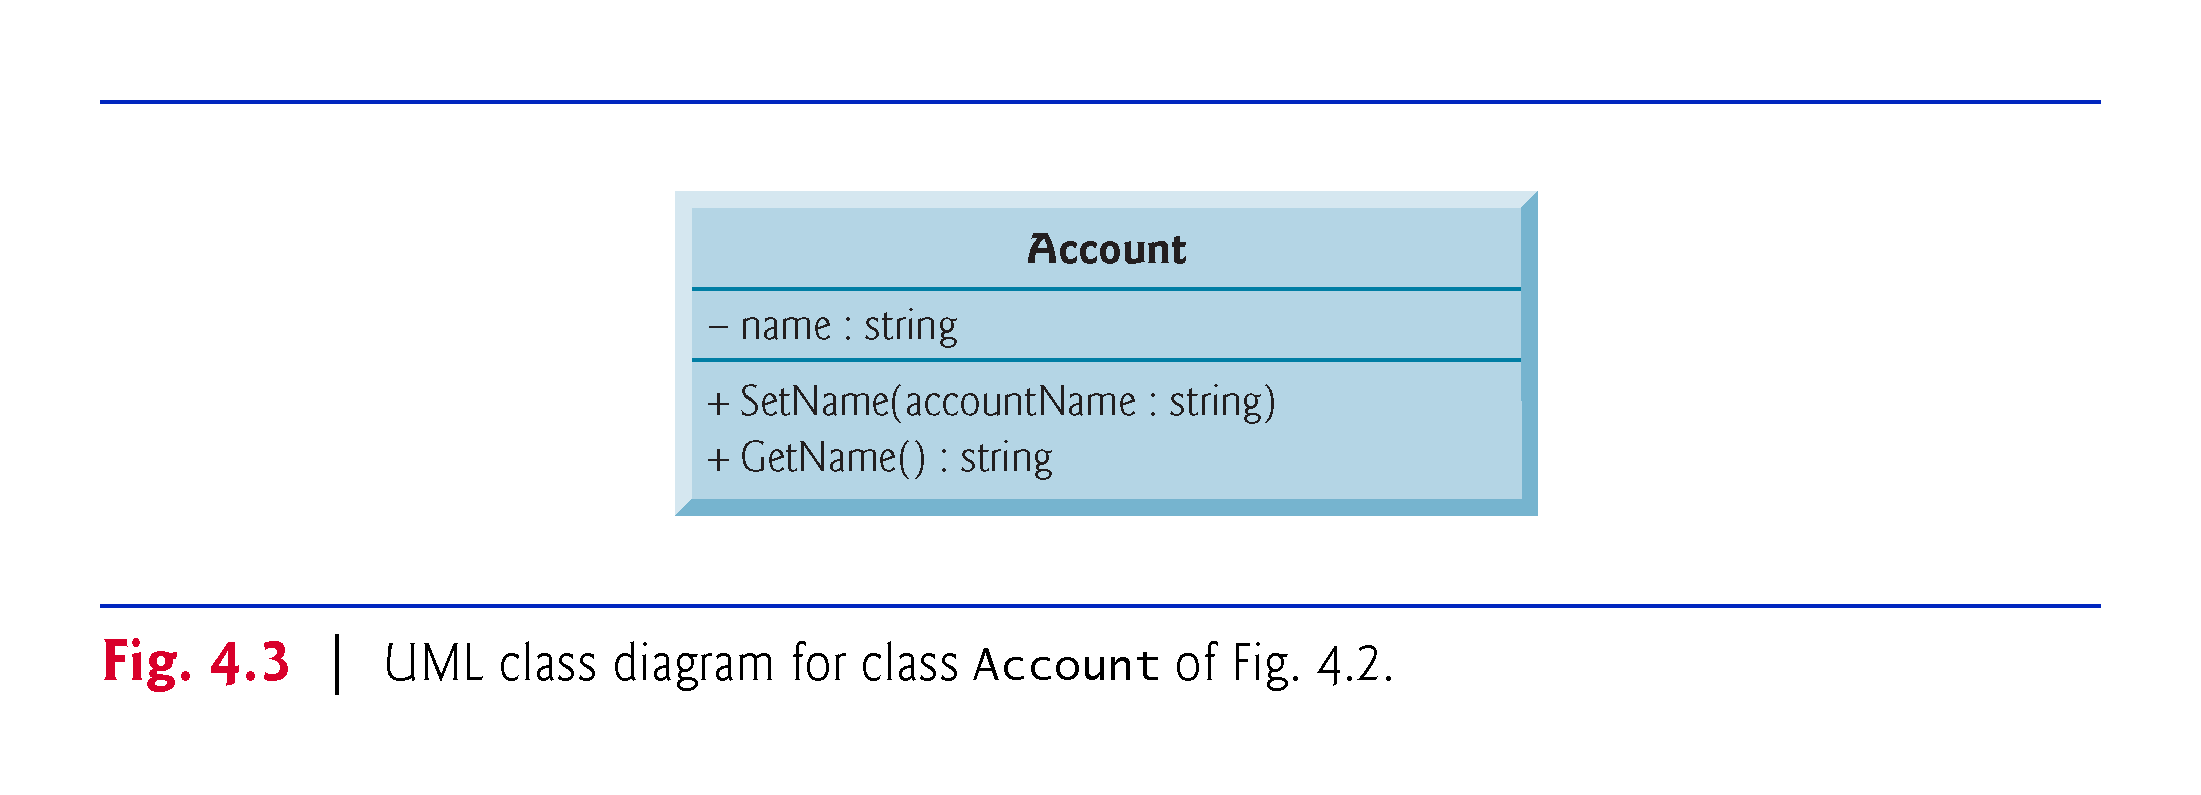 Account
– name : string
+ SetName(accountName : string)
+ GetName() : string
Fig. 4.3 | UML class diagram for class Account of Fig. 4.2.